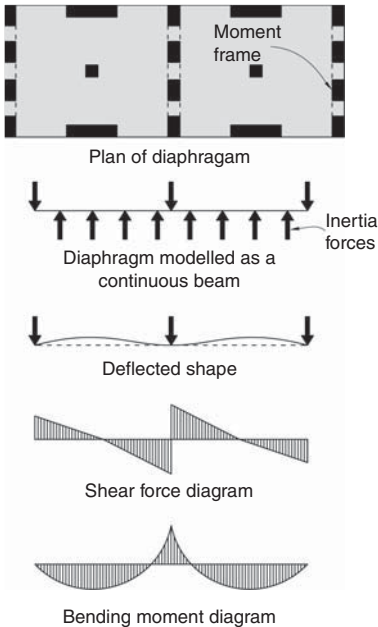 Moment
frame
Plan of diaphragam
Inertia
forces
Diaphragm modelled as a
continuous beam
Deflected shape
Shear force diagram
Bending moment diagram